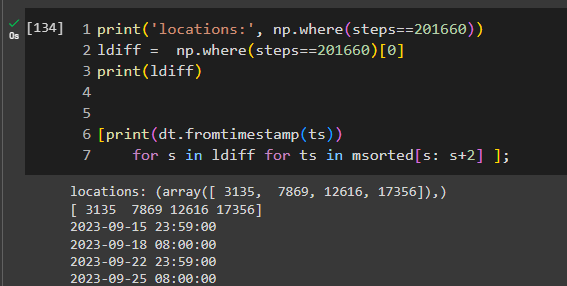 [134]
0s
1 print('locations:', np.where(steps==201660))
2 ldiff =  np.where(steps==201660)[0]
3 print(ldiff)
4
5
6 [print(dt.fromtimestamp(ts))
7     for s in ldiff for ts in msorted[s: s+2] ];
locations: (array([ 3135,  7869, 12616, 17356]),)
[ 3135  7869 12616 17356]
2023-09-15 23:59:00
2023-09-18 08:00:00
2023-09-22 23:59:00
2023-09-25 08:00:00